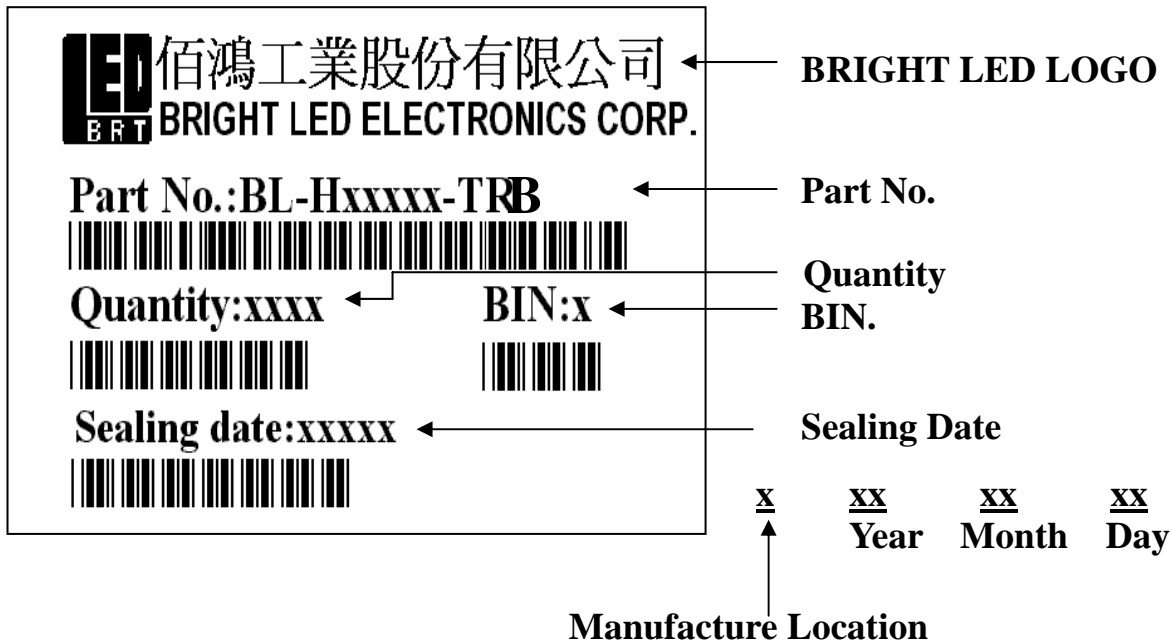 LED 佰鴻工業股份有限公司
BRT BRIGHT LED ELECTRONICS CORP.
BRIGHT LED LOGO
Part No.:BL-Hxxxxx-TRB
Part No.
Quantity:xxxx
BIN:x
Quantity
BIN.
Sealing date:xxxxx
Sealing Date
x xx xx xx
Year Month Day
Manufacture Location